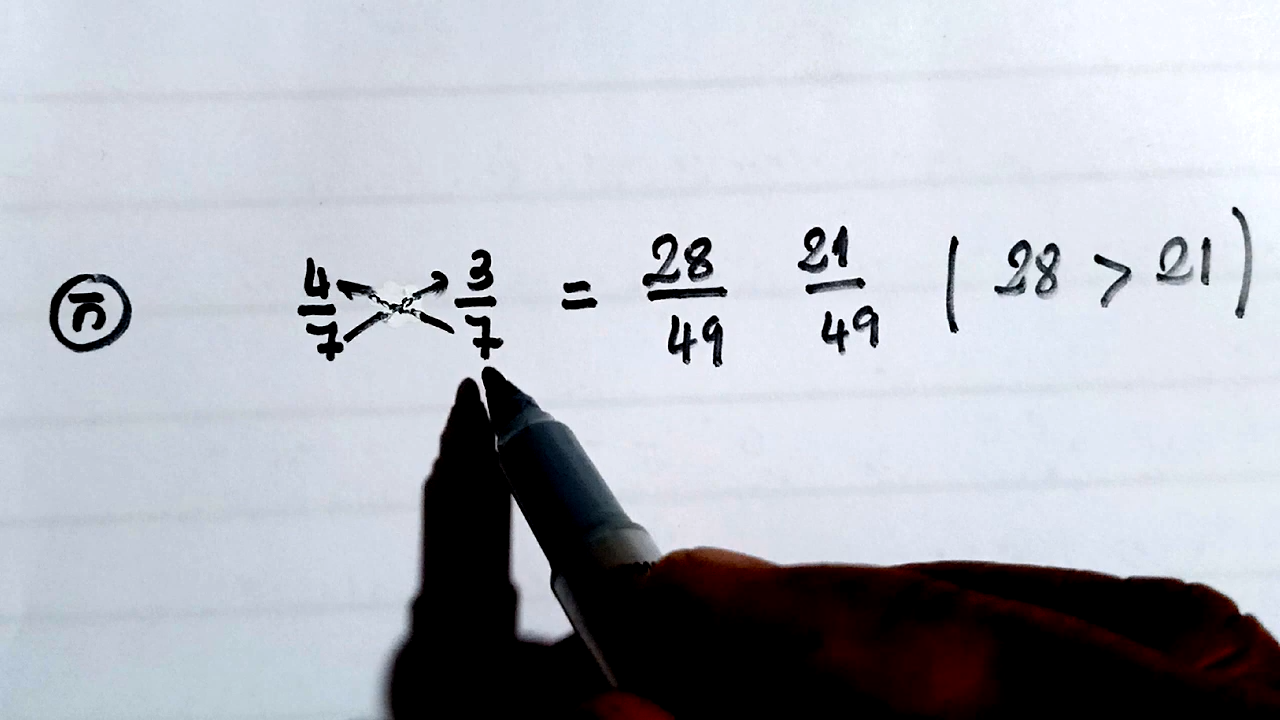 ⓗ 4/7 3/7 = 28/49 21/49 (28 > 21)